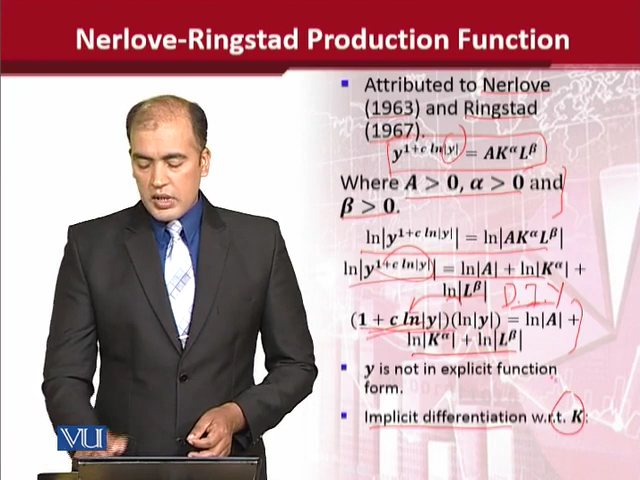 Nerlove-Ringstad Production Function
▪ Attributed to Nerlove
(1963) and Ringstad
(1967).
y^{1+c ln|y|} = AK^α L^β
Where A > 0, α > 0 and
β > 0.
ln|y^{1+c ln|y|}| = ln|AK^α L^β|
ln|y^{1+c ln|y|}| = ln|A| + ln|K^α| +
ln|L^β| D.I.Y
(1 + c ln|y|)(ln|y|) = ln|A| +
ln|K^α| + ln|L^β|
▪ y is not in explicit function
form.
▪ Implicit differentiation w.r.t. K:
VU